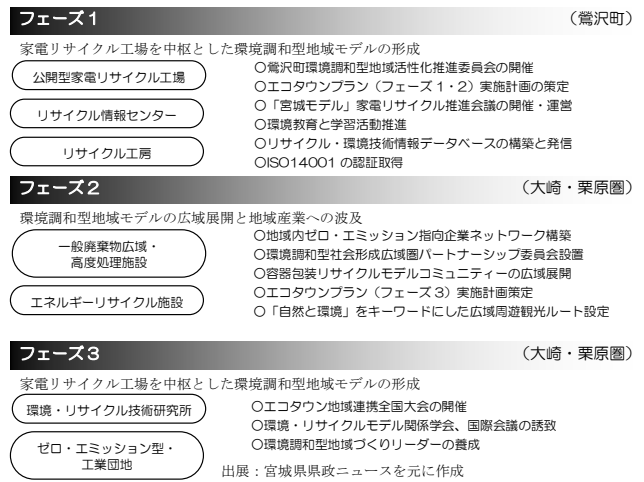 フェーズ1 （鶯沢町）
家電リサイクル工場を中枢とした環境調和型地域モデルの形成
公開型家電リサイクル工場
リサイクル情報センター
リサイクル工房
○鶯沢町環境調和型地域活性化推進委員会の開催
○エコタウンプラン（フェーズ1・2）実施計画の策定
○「宮城モデル」家電リサイクル推進会議の開催・運営
○環境教育と学習活動推進
○リサイクル・環境技術情報データベースの構築と発信
○ISO14001の認証取得
フェーズ2 （大崎・栗原圏）
環境調和型地域モデルの広域展開と地域産業への波及
一般廃棄物広域・
高度処理施設
エネルギーリサイクル施設
○地域内ゼロ・エミッション指向企業ネットワーク構築
○環境調和型社会形成広域圏パートナーシップ委員会設置
○容器包装リサイクルモデルコミュニティーの広域展開
○エコタウンプラン（フェーズ3）実施計画策定
○「自然と環境」をキーワードにした広域周遊観光ルート設定
フェーズ3 （大崎・栗原圏）
家電リサイクル工場を中枢とした環境調和型地域モデルの形成
環境・リサイクル技術研究所
ゼロ・エミッション型・
工業団地
○エコタウン地域連携全国大会の開催
○環境・リサイクルモデル関係学会、国際会議の誘致
○環境調和型地域づくりリーダーの養成
出展：宮城県県政ニュースを元に作成